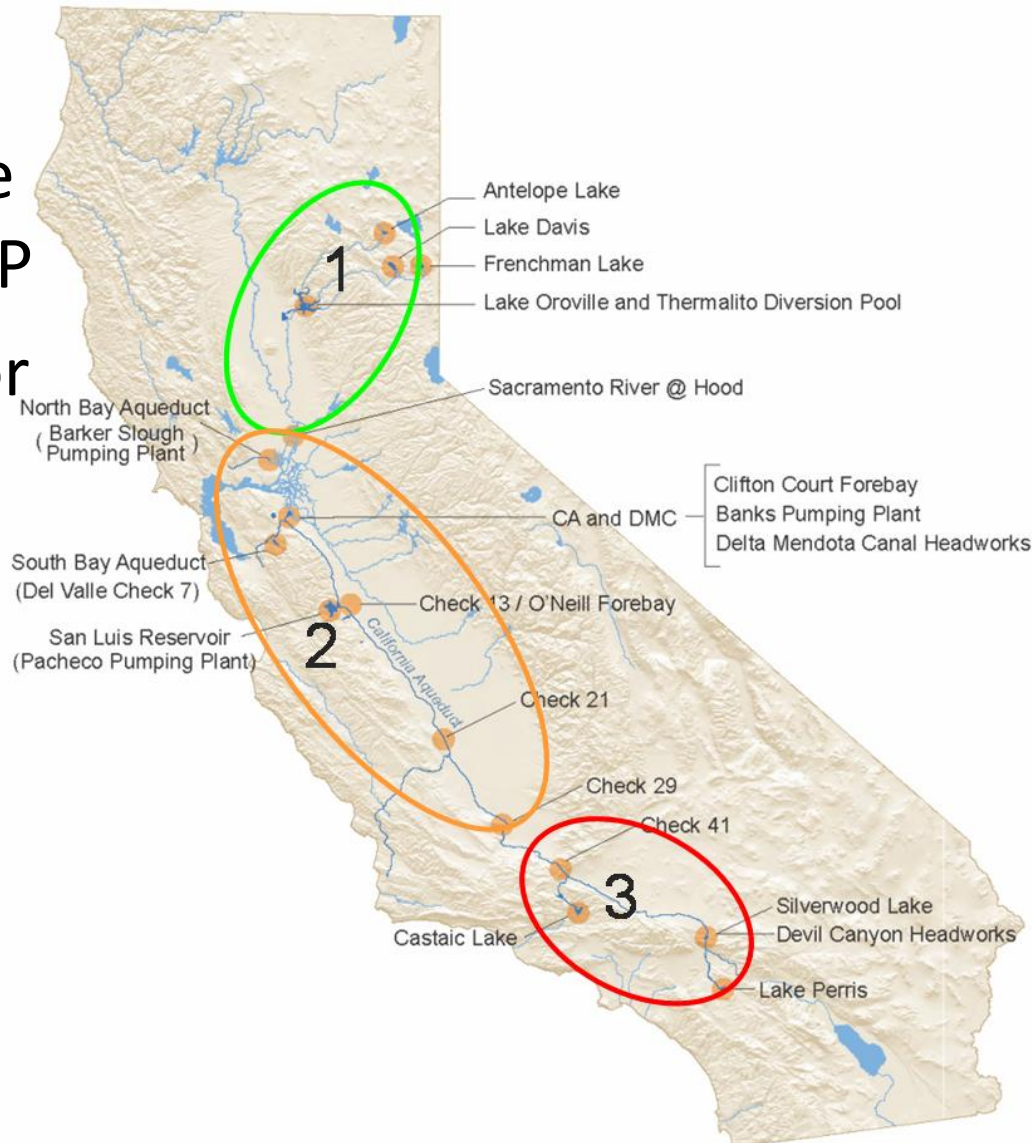 e
P
or
1
Antelope Lake
Lake Davis
Frenchman Lake
Lake Oroville and Thermalito Diversion Pool
Sacramento River @ Hood
North Bay Aqueduct
( Barker Slough )
Pumping Plant
CA and DMC
Clifton Court Forebay
Banks Pumping Plant
Delta Mendota Canal Headworks
South Bay Aqueduct
(Del Valle Check 7)
Check 13 / O'Neill Forebay
San Luis Reservoir
(Pacheco Pumping Plant)
2
California Aqueduct
Check 21
Check 29
Check 41
3
Castaic Lake
Silverwood Lake
Devil Canyon Headworks
Lake Perris